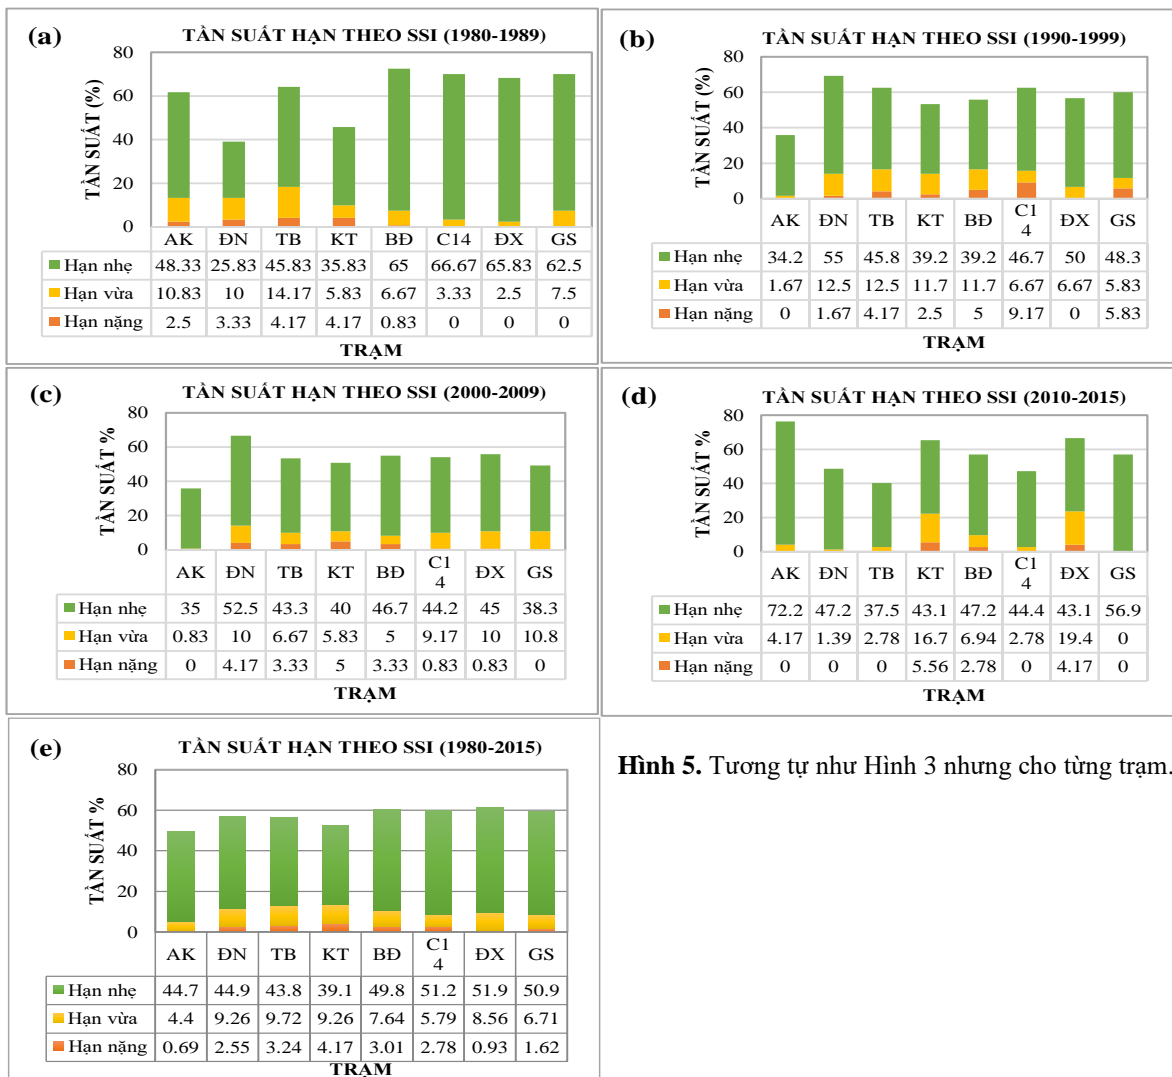 (a) TẦN SUẤT HẠN THEO SSI (1980-1989)
TẦN SUẤT (%)
80
60
40
20
0
AK ĐN TB KT BĐ C14 ĐX GS
Hạn nhẹ 48.33 25.83 45.83 35.83 65 66.67 65.83 62.5
Hạn vừa 10.83 10 14.17 5.83 6.67 3.33 2.5 7.5
Hạn nặng 2.5 3.33 4.17 4.17 0.83 0 0 0
TRẠM
(b) TẦN SUẤT HẠN THEO SSI (1990-1999)
TẦN SUẤT (%)
80
60
40
20
0
AK ĐN TB KT BĐ C1 ĐX GS
4
Hạn nhẹ 34.2 55 45.8 39.2 39.2 46.7 50 48.3
Hạn vừa 1.67 12.5 12.5 11.7 11.7 6.67 6.67 5.83
Hạn nặng 0 1.67 4.17 2.5 5 9.17 0 5.83
TRẠM
(c) TẦN SUẤT HẠN THEO SSI (2000-2009)
TẦN SUẤT %
80
60
40
20
0
AK ĐN TB KT BĐ C1 ĐX GS
4
Hạn nhẹ 35 52.5 43.3 40 46.7 44.2 45 38.3
Hạn vừa 0.83 10 6.67 5.83 5 9.17 10 10.8
Hạn nặng 0 4.17 3.33 5 3.33 0.83 0.83 0
TRẠM
(d) TẦN SUẤT HẠN THEO SSI (2010-2015)
TẦN SUẤT %
80
60
40
20
0
AK ĐN TB KT BĐ C1 ĐX GS
4
Hạn nhẹ 72.2 47.2 37.5 43.1 47.2 44.4 43.1 56.9
Hạn vừa 4.17 1.39 2.78 16.7 6.94 2.78 19.4 0
Hạn nặng 0 0 0 5.56 2.78 0 4.17 0
TRẠM
(e) TẦN SUẤT HẠN THEO SSI (1980-2015)
TẦN SUẤT %
80
60
40
20
0
AK ĐN TB KT BĐ C1 ĐX GS
4
Hạn nhẹ 44.7 44.9 43.8 39.1 49.8 51.2 51.9 50.9
Hạn vừa 4.4 9.26 9.72 9.26 7.64 5.79 8.56 6.71
Hạn nặng 0.69 2.55 3.24 4.17 3.01 2.78 0.93 1.62
TRẠM
Hình 5. Tương tự như Hình 3 nhưng cho từng trạm.